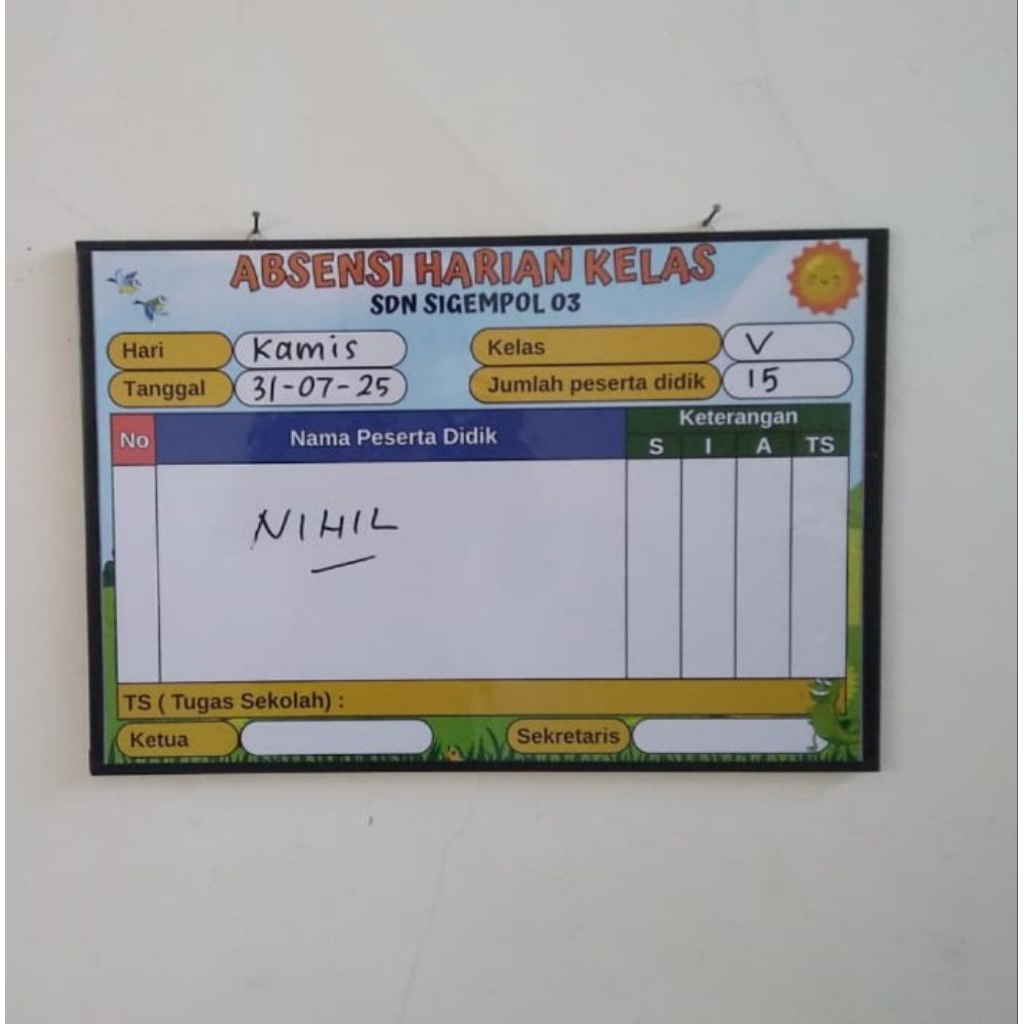 ABSENSI HARIAN KELAS
SDN SIGEMPOL 03
Hari Kamis Kelas V
Tanggal 31-07-25 Jumlah peserta didik 15
No Nama Peserta Didik Keterangan
S I A TS
NIHIL
TS ( Tugas Sekolah) :
Ketua Sekretaris